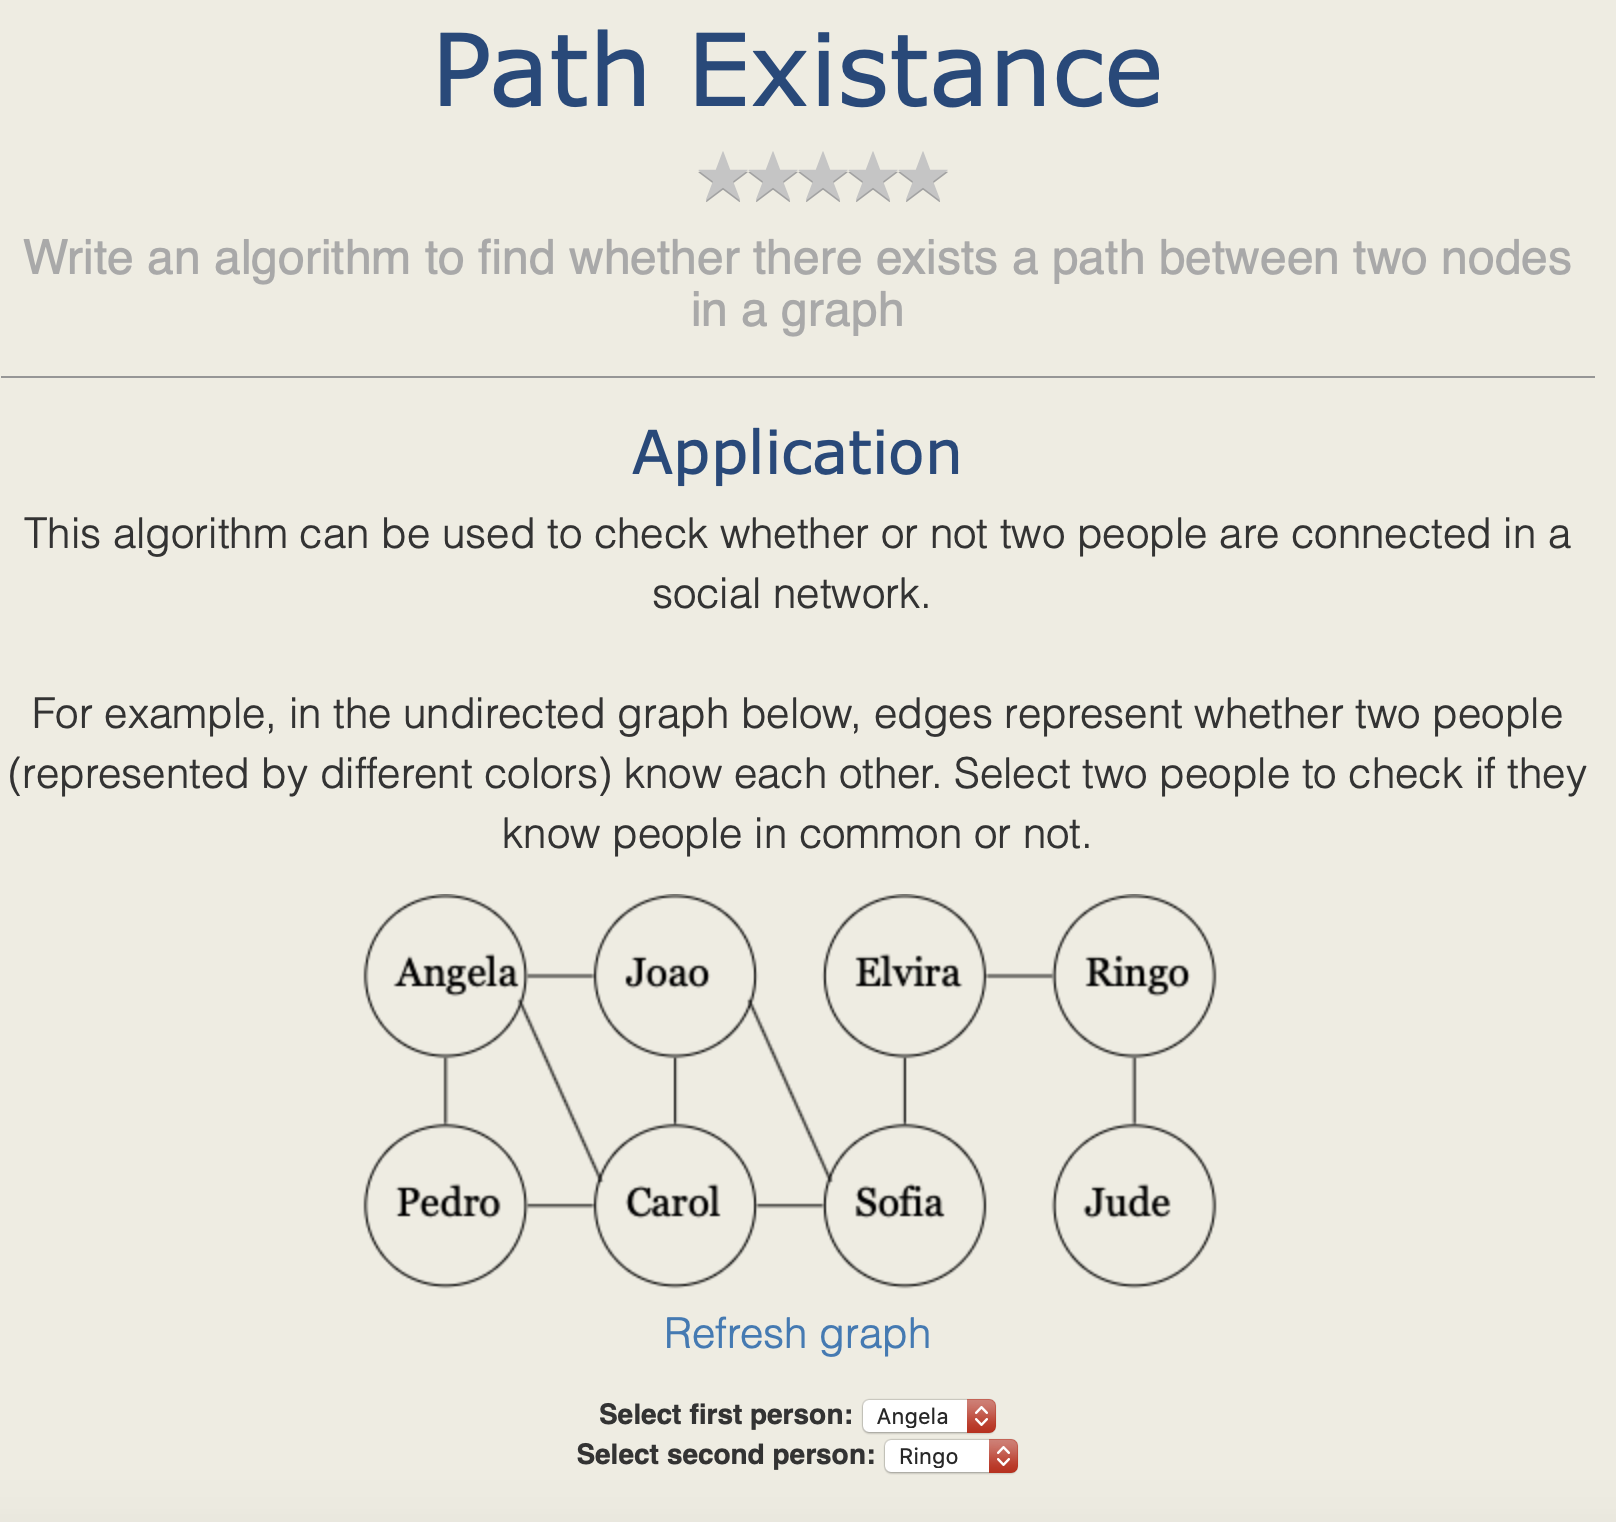 Path Existance
Write an algorithm to find whether there exists a path between two nodes
in a graph
Application
This algorithm can be used to check whether or not two people are connected in a
social network.
For example, in the undirected graph below, edges represent whether two people
(represented by different colors) know each other. Select two people to check if they
know people in common or not.
Angela Joao Elvira Ringo
Pedro Carol Sofia Jude
Refresh graph
Select first person: Angela
Select second person: Ringo